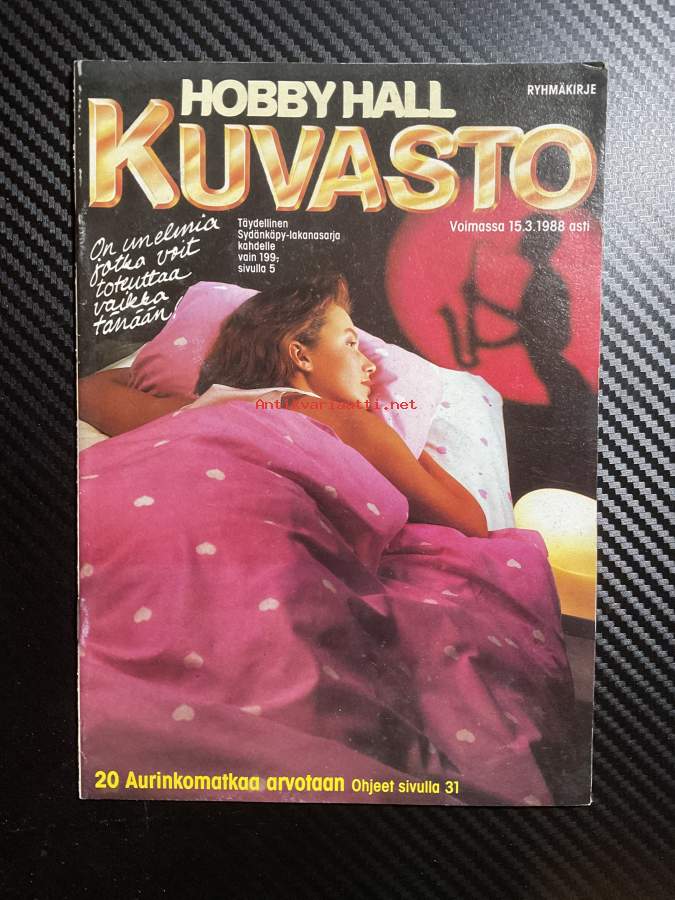 HOBBY HALL
RYHMÄKIRJE
KUVASTO
Voimassa 15.3.1988 asti
On unelmia
jotka voit
toteuttaa
vaikka
tänään!
Täydellinen
Sydänkäpy-lakanasarja
kahdelle
vain 199,-
sivulla 5
Antikvariaatti.net
20 Aurinkomatkaa arvotaan Ohjeet sivulla 31